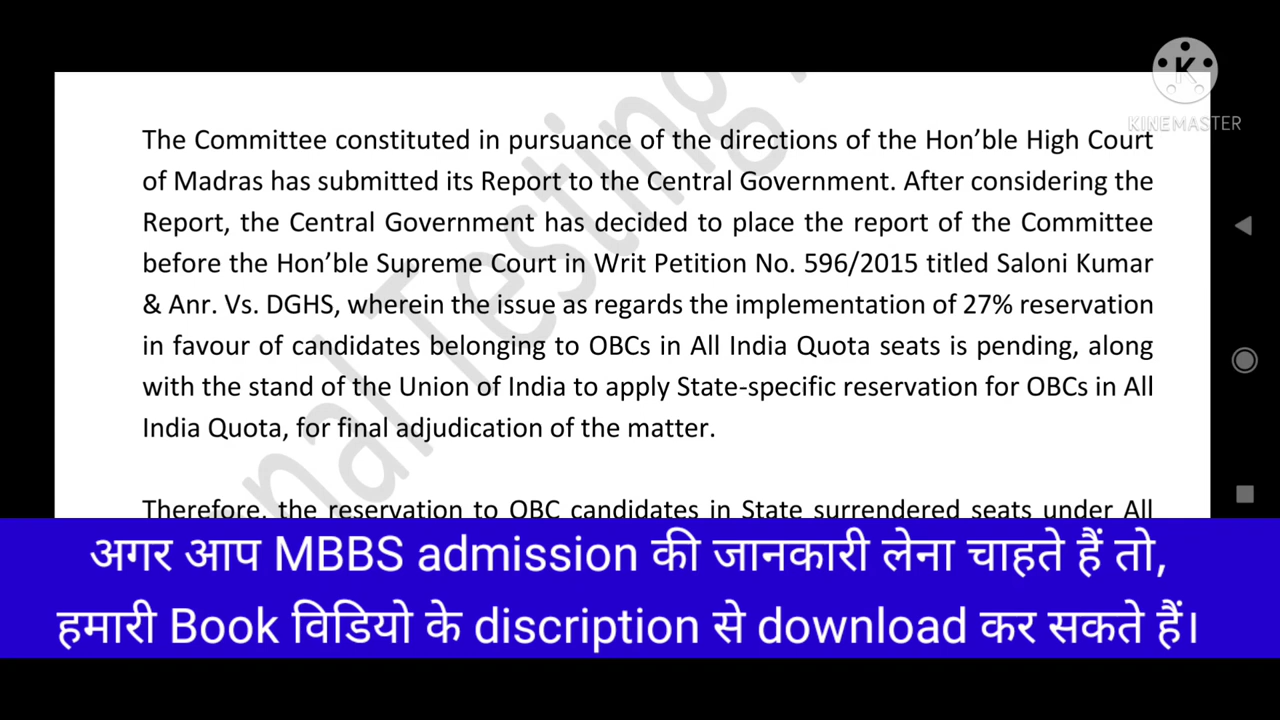 KINEMASTER
The Committee constituted in pursuance of the directions of the Hon’ble High Court
of Madras has submitted its Report to the Central Government. After considering the
Report, the Central Government has decided to place the report of the Committee
before the Hon’ble Supreme Court in Writ Petition No. 596/2015 titled Saloni Kumar
& Anr. Vs. DGHS, wherein the issue as regards the implementation of 27% reservation
in favour of candidates belonging to OBCs in All India Quota seats is pending, along
with the stand of the Union of India to apply State-specific reservation for OBCs in All
India Quota, for final adjudication of the matter.
Therefore, the reservation to OBC candidates in State surrendered seats under All
अगर आप MBBS admission की जानकारी लेना चाहते हैं तो,
हमारी Book विडियो के discription से download कर सकते हैं।
nal Testing